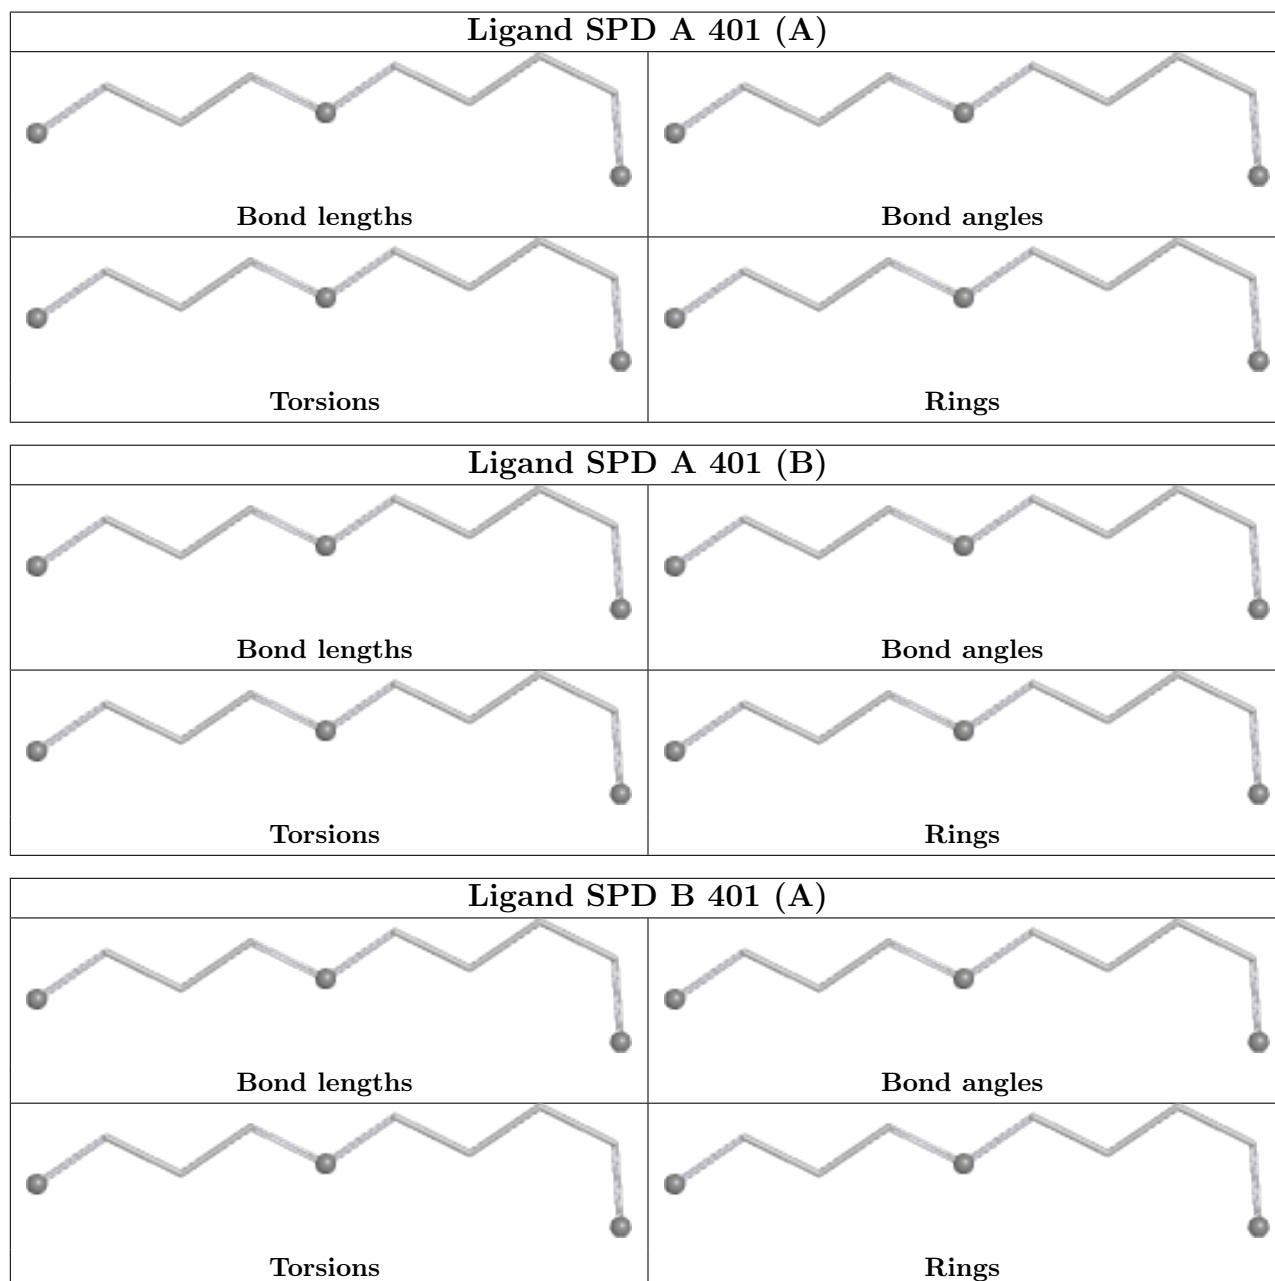 Ligand SPD A 401 (A)
Bond lengths Bond angles
Torsions Rings
Ligand SPD A 401 (B)
Bond lengths Bond angles
Torsions Rings
Ligand SPD B 401 (A)
Bond lengths Bond angles
Torsions Rings